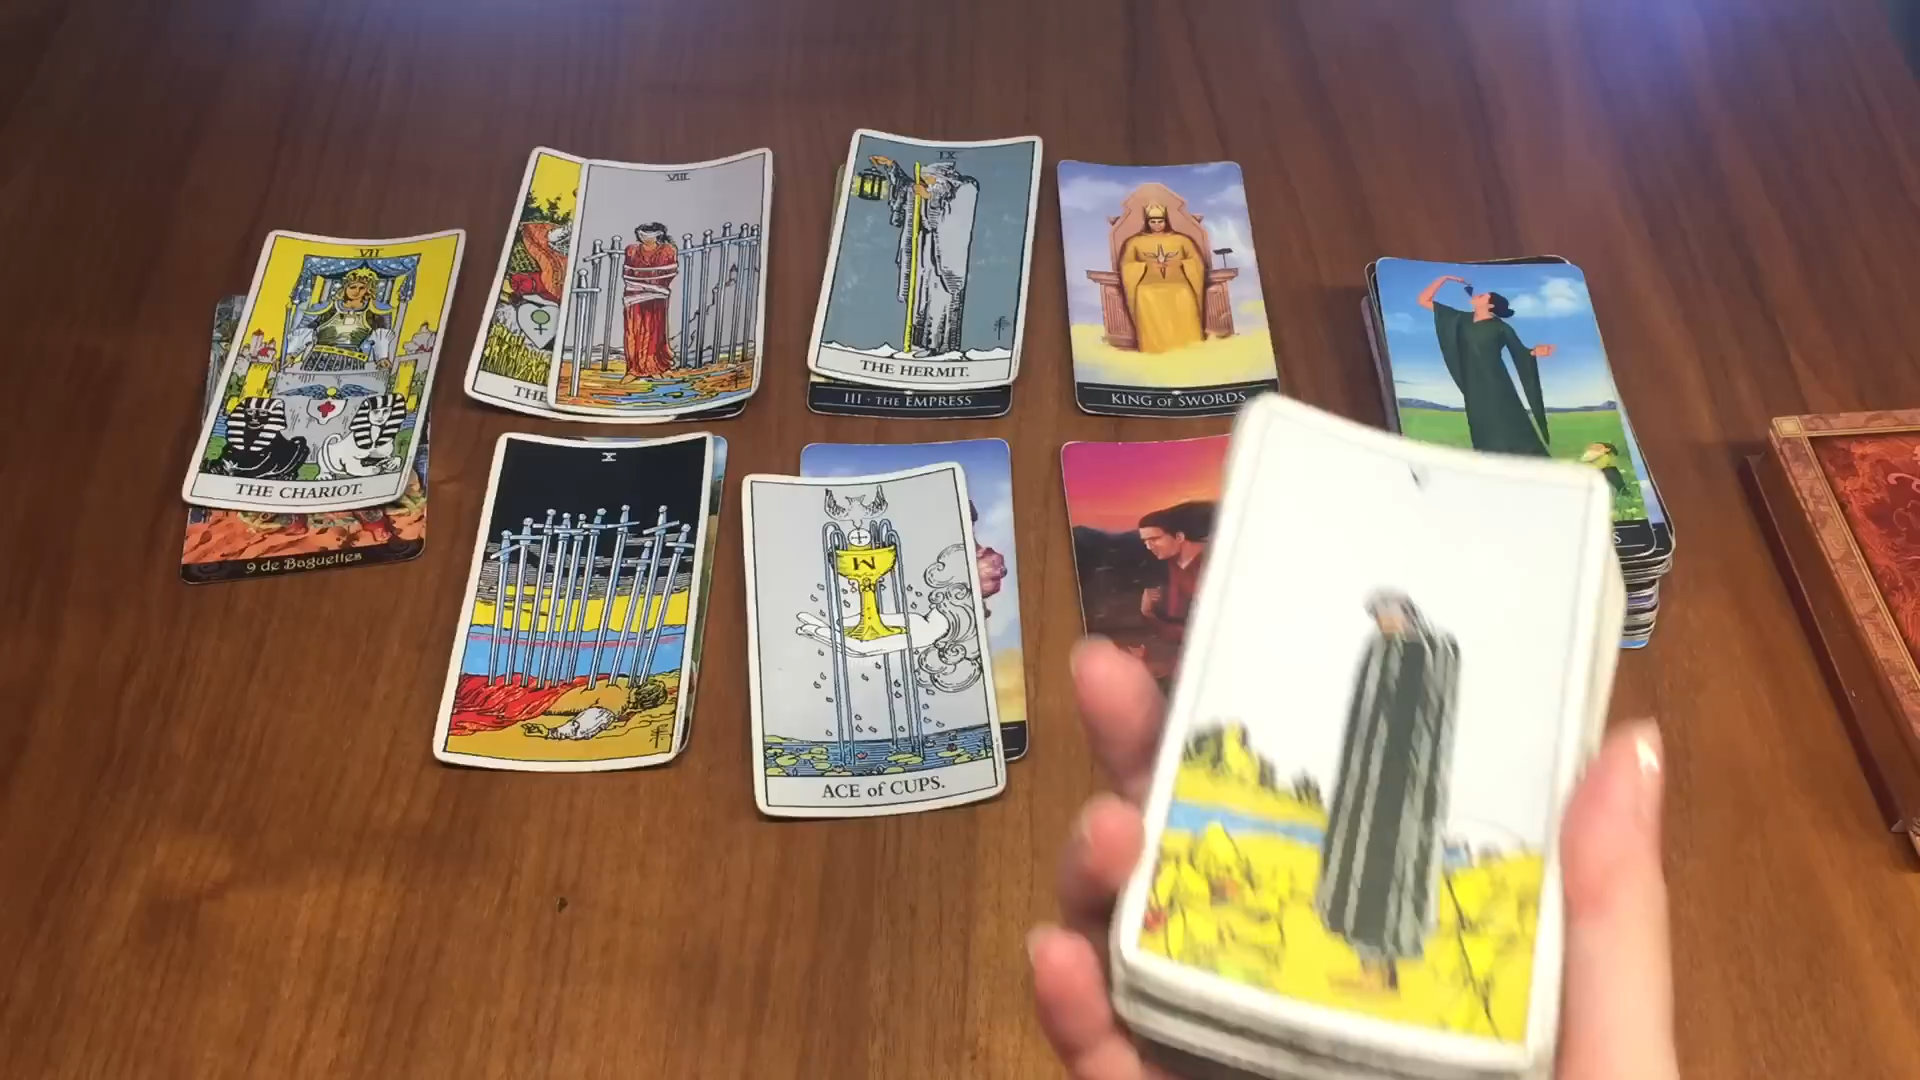 VII
THE CHARIOT.
9 de Baguettes
THE
VIII
IX
THE HERMIT.
III · THE EMPRESS
KING OF SWORDS
X
M
ACE of CUPS.
S